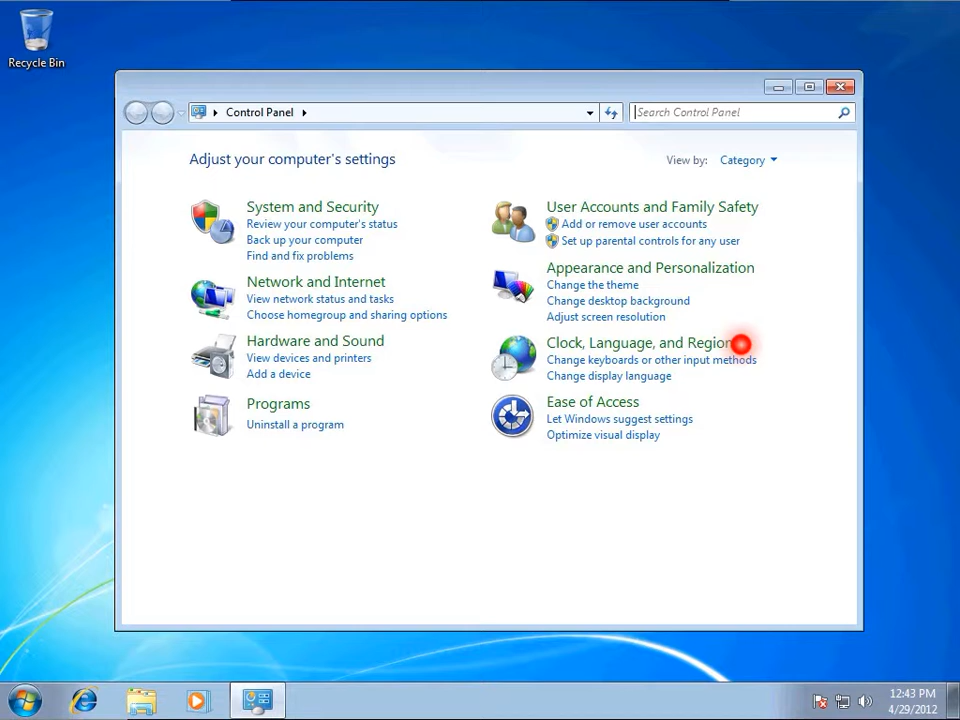 Recycle Bin
Control Panel
Search Control Panel
Adjust your computer's settings
View by: Category
System and Security
Review your computer's status
Back up your computer
Find and fix problems
Network and Internet
View network status and tasks
Choose homegroup and sharing options
Hardware and Sound
View devices and printers
Add a device
Programs
Uninstall a program
User Accounts and Family Safety
Add or remove user accounts
Set up parental controls for any user
Appearance and Personalization
Change the theme
Change desktop background
Adjust screen resolution
Clock, Language, and Region
Change keyboards or other input methods
Change display language
Ease of Access
Let Windows suggest settings
Optimize visual display
12:43 PM
4/29/2012